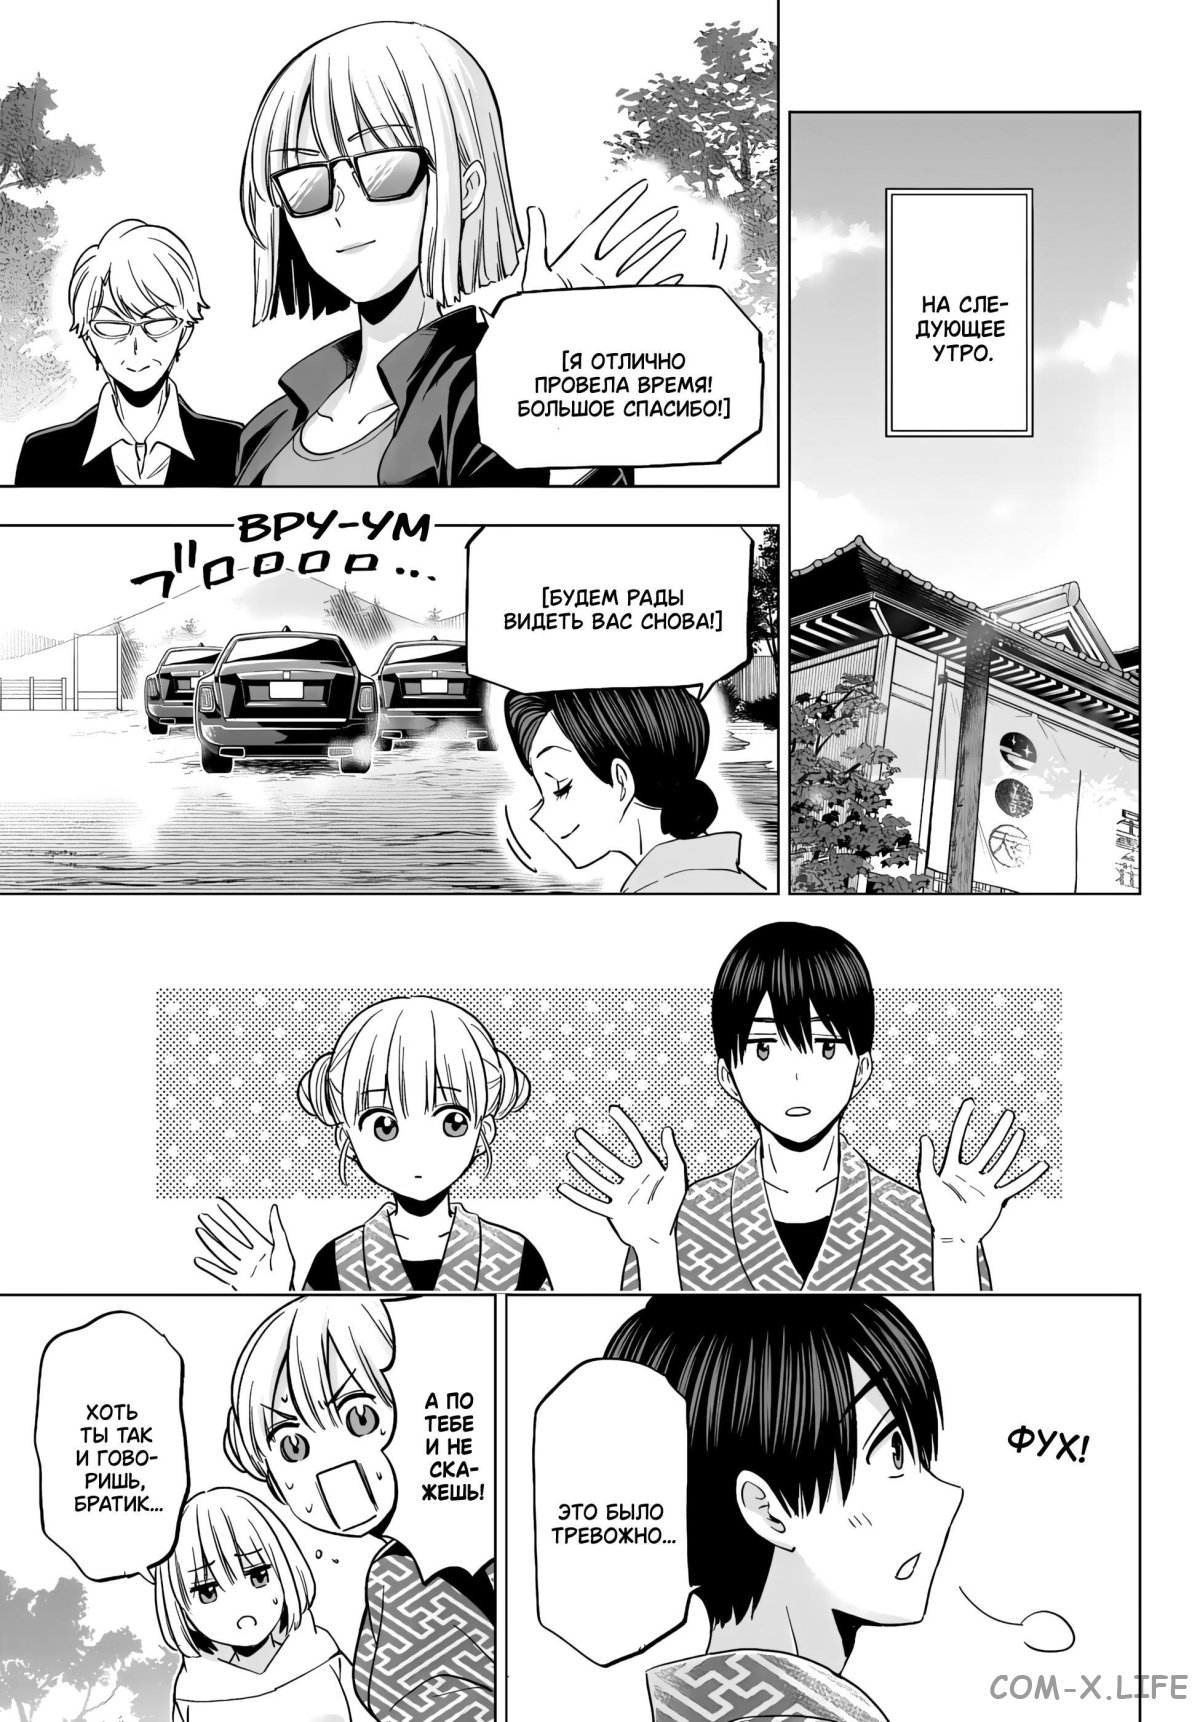 НА СЛЕ-
ДУЮЩЕЕ
УТРО.
[Я ОТЛИЧНО
ПРОВЕЛА ВРЕМЯ!
БОЛЬШОЕ СПАСИБО!]
ВРУ-УМ
ブロロロロ...
[БУДЕМ РАДЫ
ВИДЕТЬ ВАС СНОВА!]
ФУХ!
ЭТО БЫЛО
ТРЕВОЖНО...
А ПО
ТЕБЕ
И НЕ
СКА-
ЖЕШЬ!
ХОТЬ
ТЫ ТАК
И ГОВО-
РИШЬ,
БРАТИК...
COM-X.LIFE